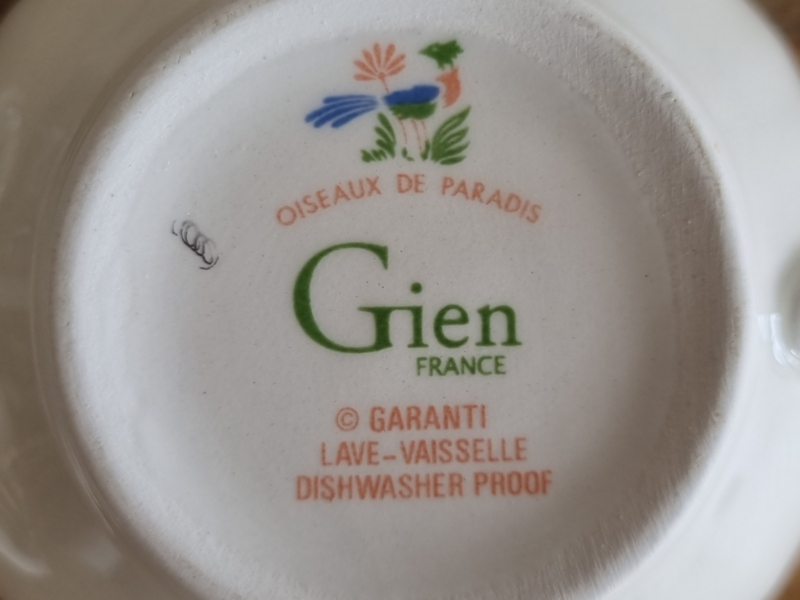 OISEAUX DE PARADIS
Gien
FRANCE
© GARANTI
LAVE-VAISSELLE
DISHWASHER PROOF